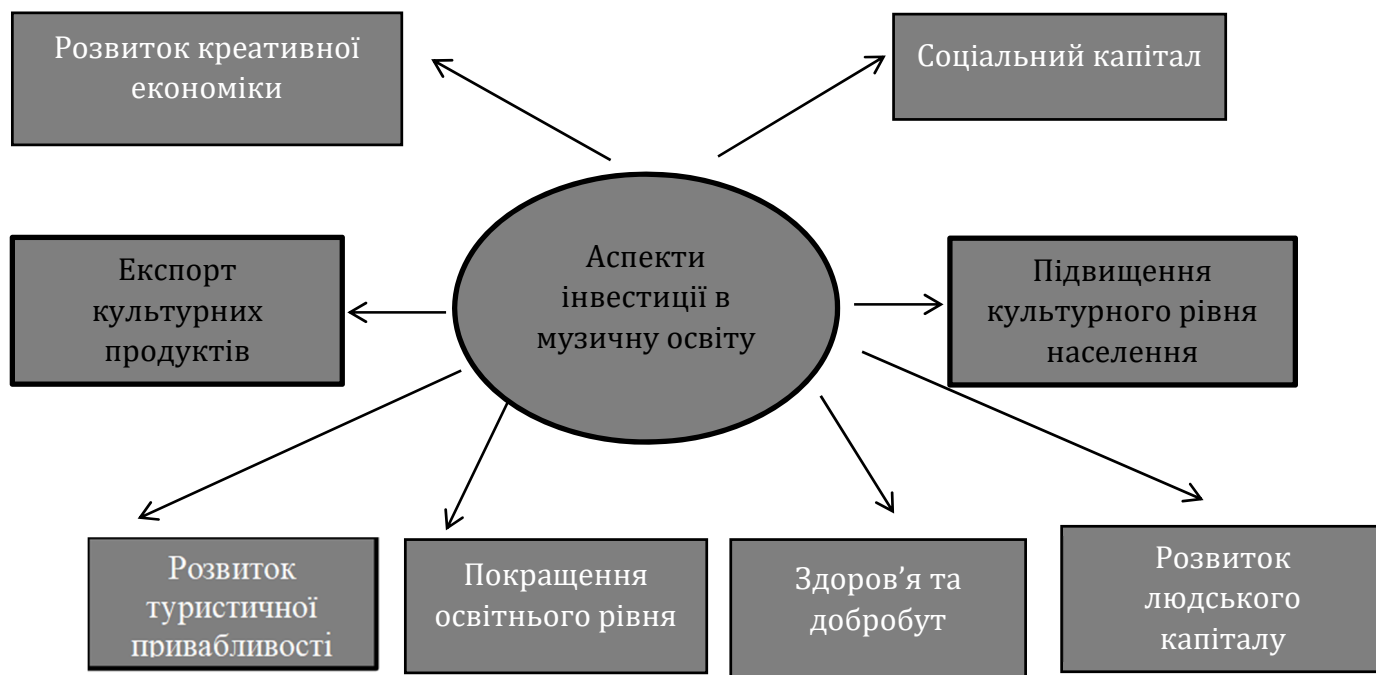 Розвиток креативної
економіки
Соціальний капітал
Аспекти
інвестиції в
музичну освіту
Експорт
культурних
продуктів
Підвищення
культурного рівня
населення
Розвиток
туристичної
привабливості
Покращення
освітнього рівня
Здоров’я та
добробут
Розвиток
людського
капіталу